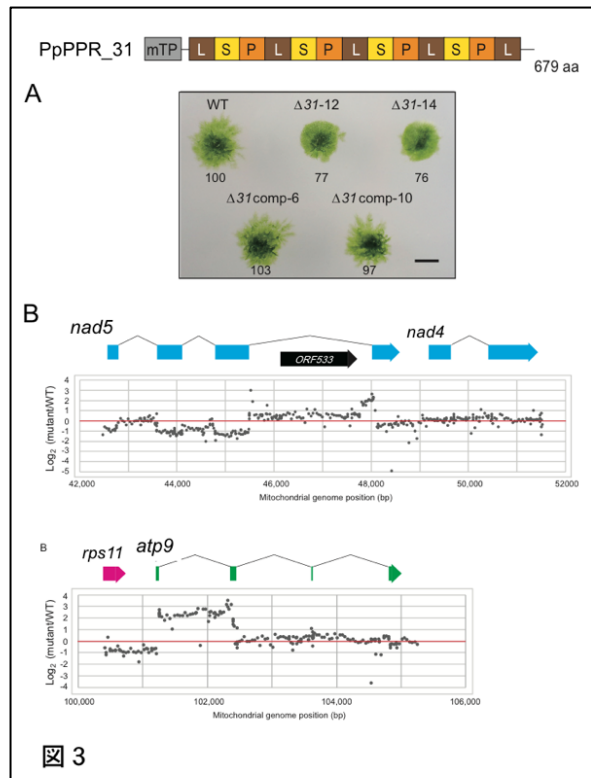 PpPPR_31 mTP L S P L S P L S P L S P L
679 aa
A
WT Δ31-12 Δ31-14
100 77 76
Δ31comp-6 Δ31comp-10
103 97
B
nad5 nad4
ORF533
4
3
2
1
0
-1
-2
-3
-4
-5
Log₂ (mutant/WT)
42,000 44,000 46,000 48,000 50,000 52000
Mitochondrial genome position (bp)
B
rps11 atp9
4
3
2
1
0
-1
-2
-3
-4
Log₂ (mutant/WT)
100,000 102,000 104,000 106,000
Mitochondrial genome position (bp)
図 3